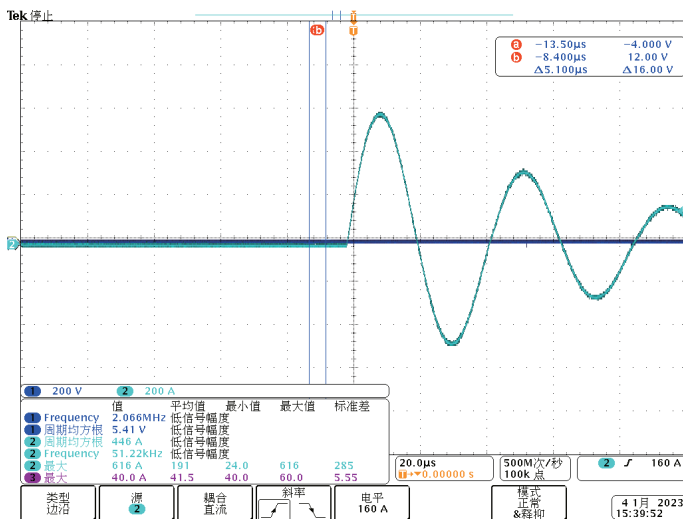 Tek 停止
b
T
T
a -13.50µs -4.000 V
b -8.400µs 12.00 V
Δ5.100µs Δ16.00 V
2
1 200 V 2 200 A
值 平均值 最小值 最大值 标准差
1 Frequency 2.066MHz 低信号幅度
1 周期均方根 5.41 V 低信号幅度
2 周期均方根 446 A 低信号幅度
2 Frequency 51.22kHz 低信号幅度
2 最大 616 A 191 24.0 616 285
3 最大 40.0 A 41.5 40.0 60.0 5.55
20.0µs
T→▼0.00000 s
500M次/秒
100k 点
2 160 A
类型
边沿
源
2
耦合
直流
斜率
电平
160 A
模式
正常
&释抑
4 1月 2023
15:39:52